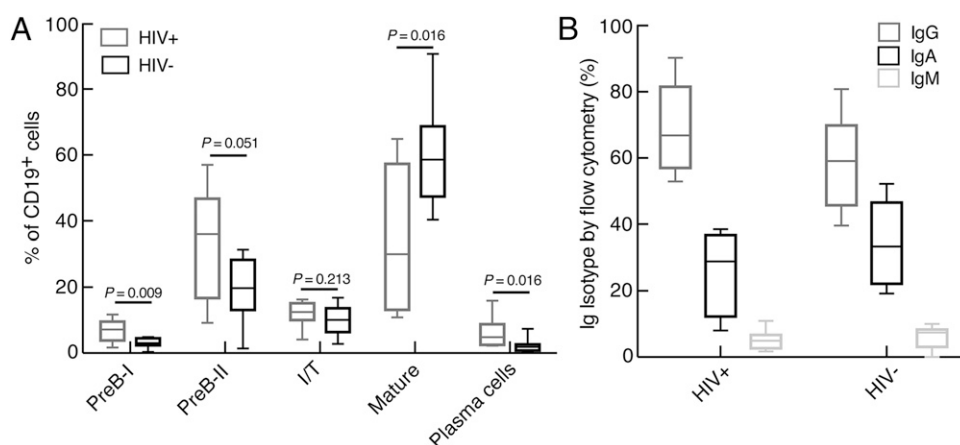 A
HIV+
HIV-
% of CD19⁺ cells
100
80
60
40
20
0
P = 0.009
P = 0.051
P = 0.213
P = 0.016
P = 0.016
PreB-I
PreB-II
I/T
Mature
Plasma cells
B
IgG
IgA
IgM
Ig Isotype by flow cytometry (%)
100
80
60
40
20
0
HIV+
HIV-